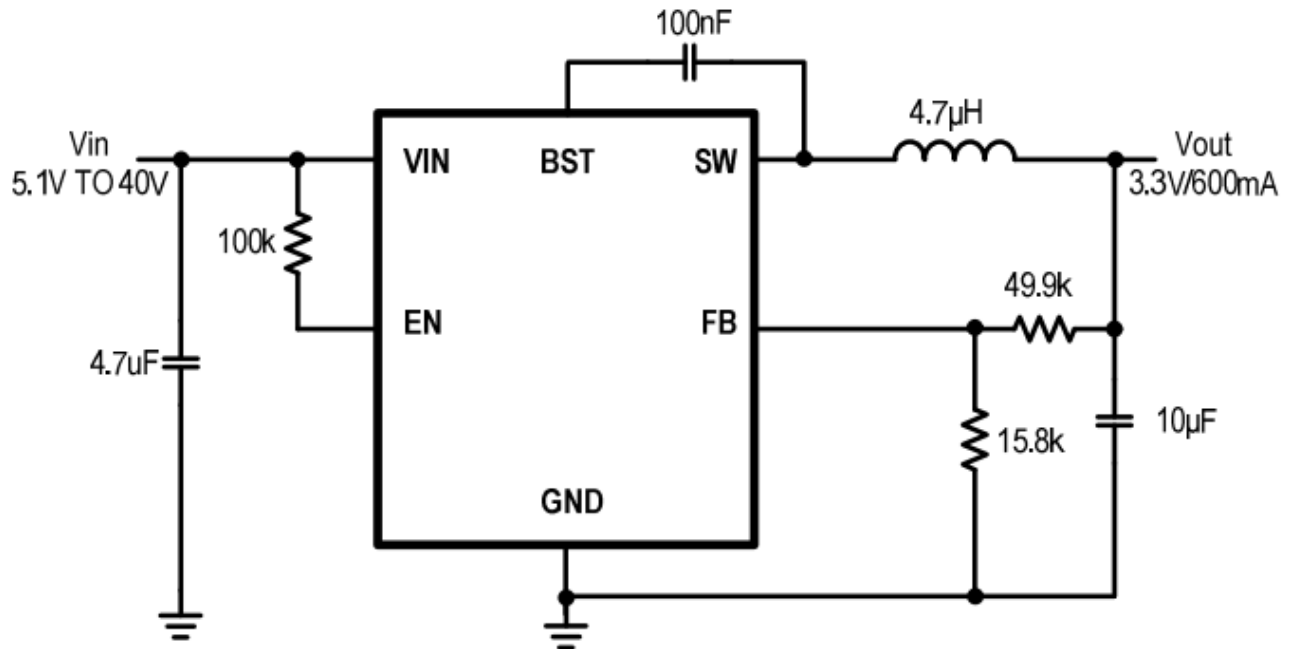 100nF
4.7µH
Vin
5.1V TO 40V
VIN
BST
SW
Vout
3.3V/600mA
100k
49.9k
EN
FB
4.7uF
15.8k
10µF
GND